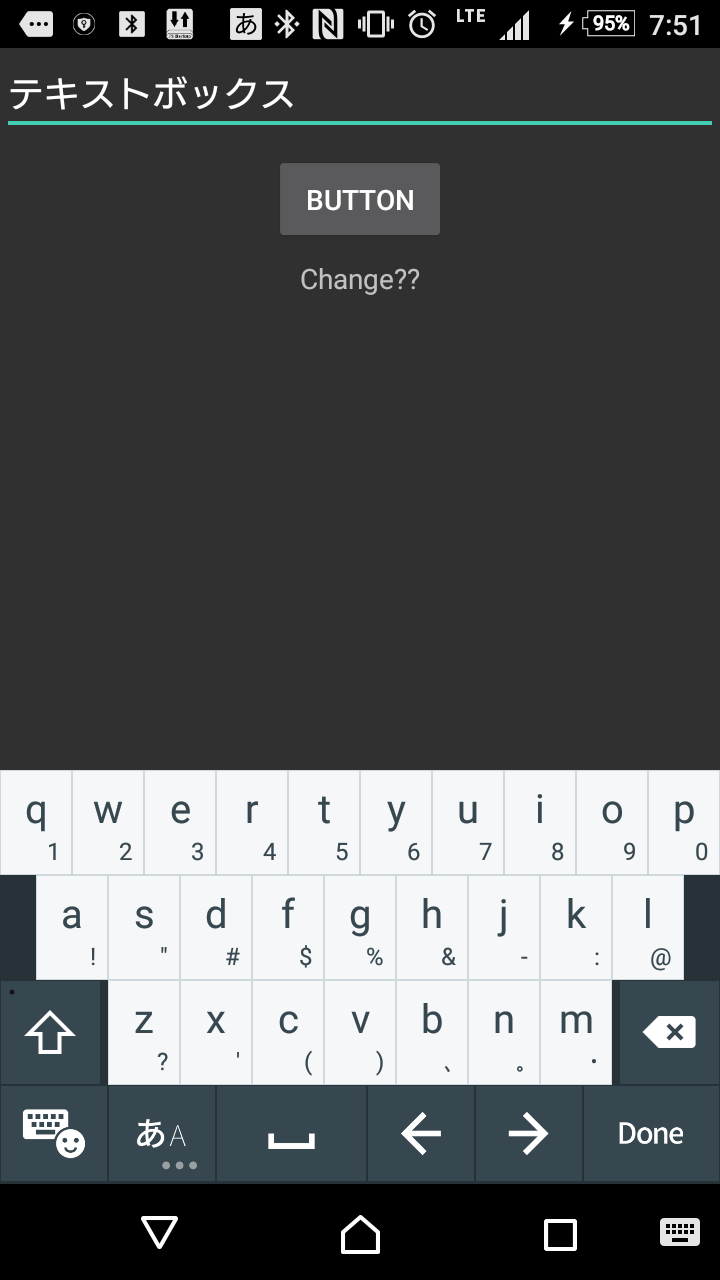 あ LTE 95% 7:51
テキストボックス
BUTTON
Change??
q w e r t y u i o p
1 2 3 4 5 6 7 8 9 0
a s d f g h j k l
! " # $ % & - : @
z x c v b n m
? ' ( ) 、 。 ・
あA Done